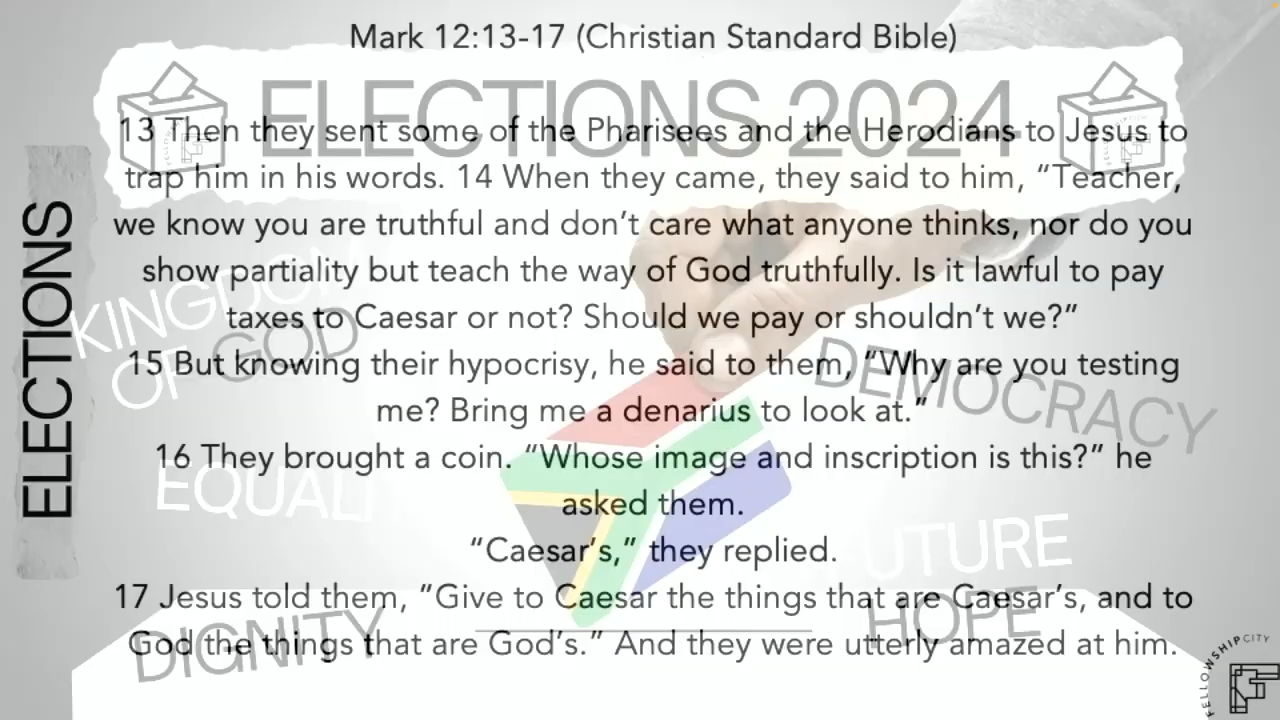 Mark 12:13-17 (Christian Standard Bible)
ELECTIONS 2024
13 Then they sent some of the Pharisees and the Herodians to Jesus to
trap him in his words. 14 When they came, they said to him, “Teacher,
we know you are truthful and don’t care what anyone thinks, nor do you
show partiality but teach the way of God truthfully. Is it lawful to pay
taxes to Caesar or not? Should we pay or shouldn’t we?”
15 But knowing their hypocrisy, he said to them, “Why are you testing
me? Bring me a denarius to look at.”
16 They brought a coin. “Whose image and inscription is this?” he
asked them.
“Caesar’s,” they replied.
17 Jesus told them, “Give to Caesar the things that are Caesar’s, and to
God the things that are God’s.” And they were utterly amazed at him.
ELECTIONS
KINGDOM
OF GOD
DEMOCRACY
EQUALI
UTURE
HOPE
DIGNITY
FELLOWSHIPCITY